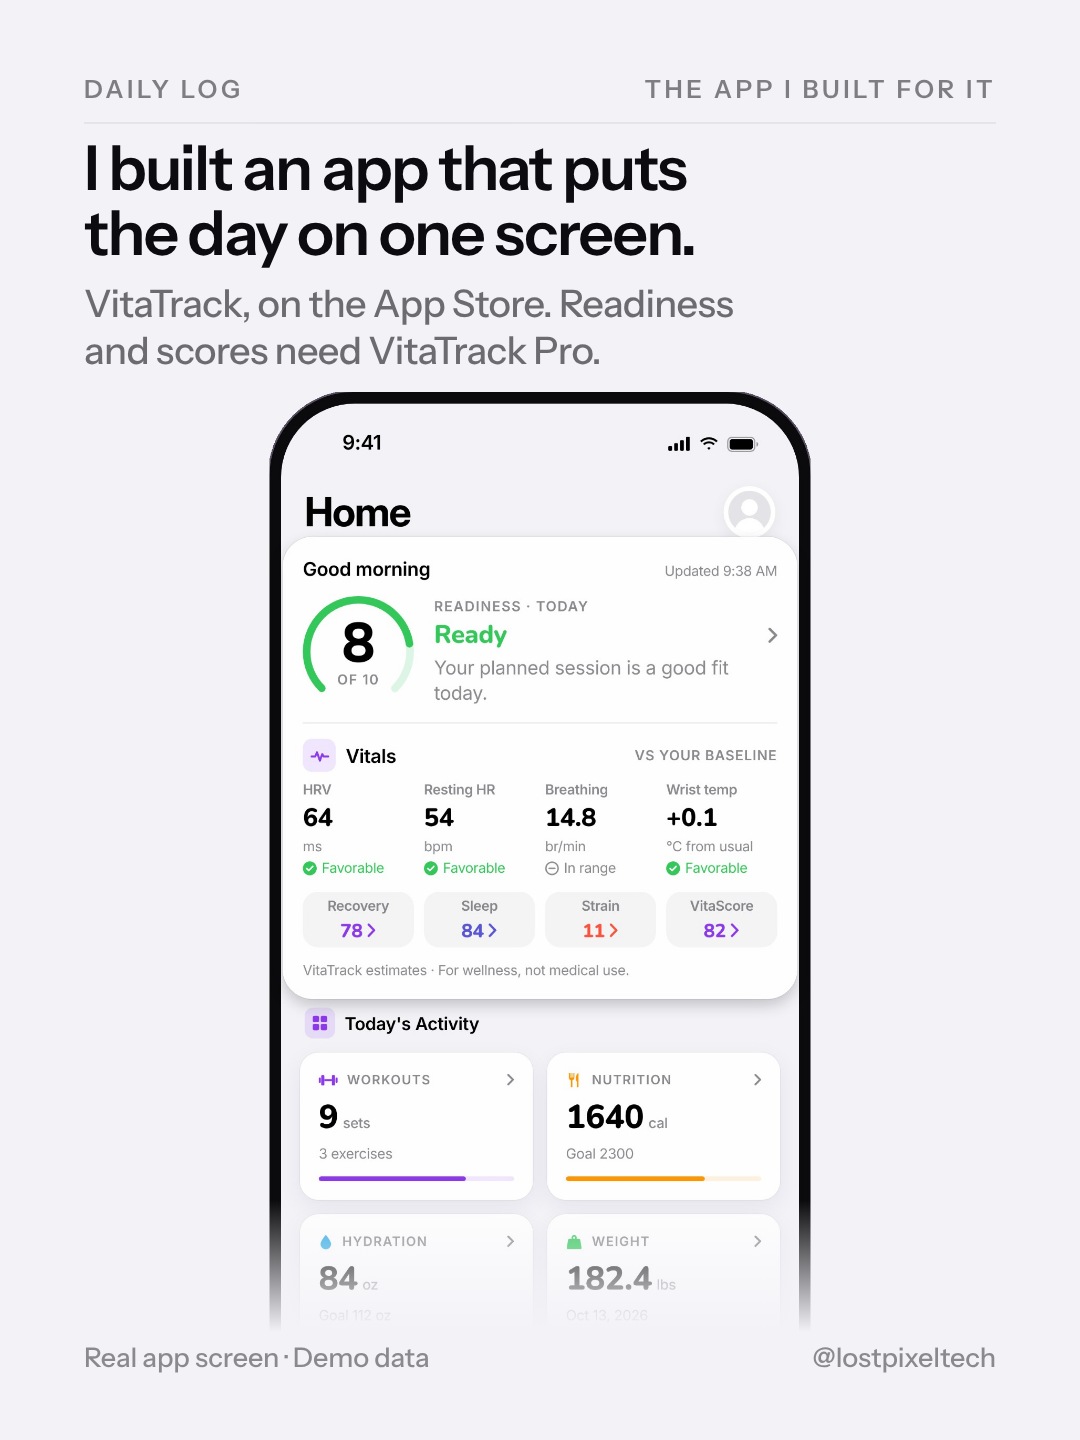 DAILY LOG
THE APP I BUILT FOR IT
I built an app that puts
the day on one screen.
VitaTrack, on the App Store. Readiness
and scores need VitaTrack Pro.
9:41
Home
Good morning
Updated 9:38 AM
8
OF 10
READINESS · TODAY
Ready
Your planned session is a good fit
today.
Vitals
VS YOUR BASELINE
HRV
64
ms
Favorable
Resting HR
54
bpm
Favorable
Breathing
14.8
br/min
In range
Wrist temp
+0.1
°C from usual
Favorable
Recovery
78
Sleep
84
Strain
11
VitaScore
82
VitaTrack estimates · For wellness, not medical use.
Today's Activity
WORKOUTS
9 sets
3 exercises
NUTRITION
1640 cal
Goal 2300
HYDRATION
84 oz
Goal 112 oz
WEIGHT
182.4 lbs
Oct 13, 2026
Real app screen · Demo data
@lostpixeltech